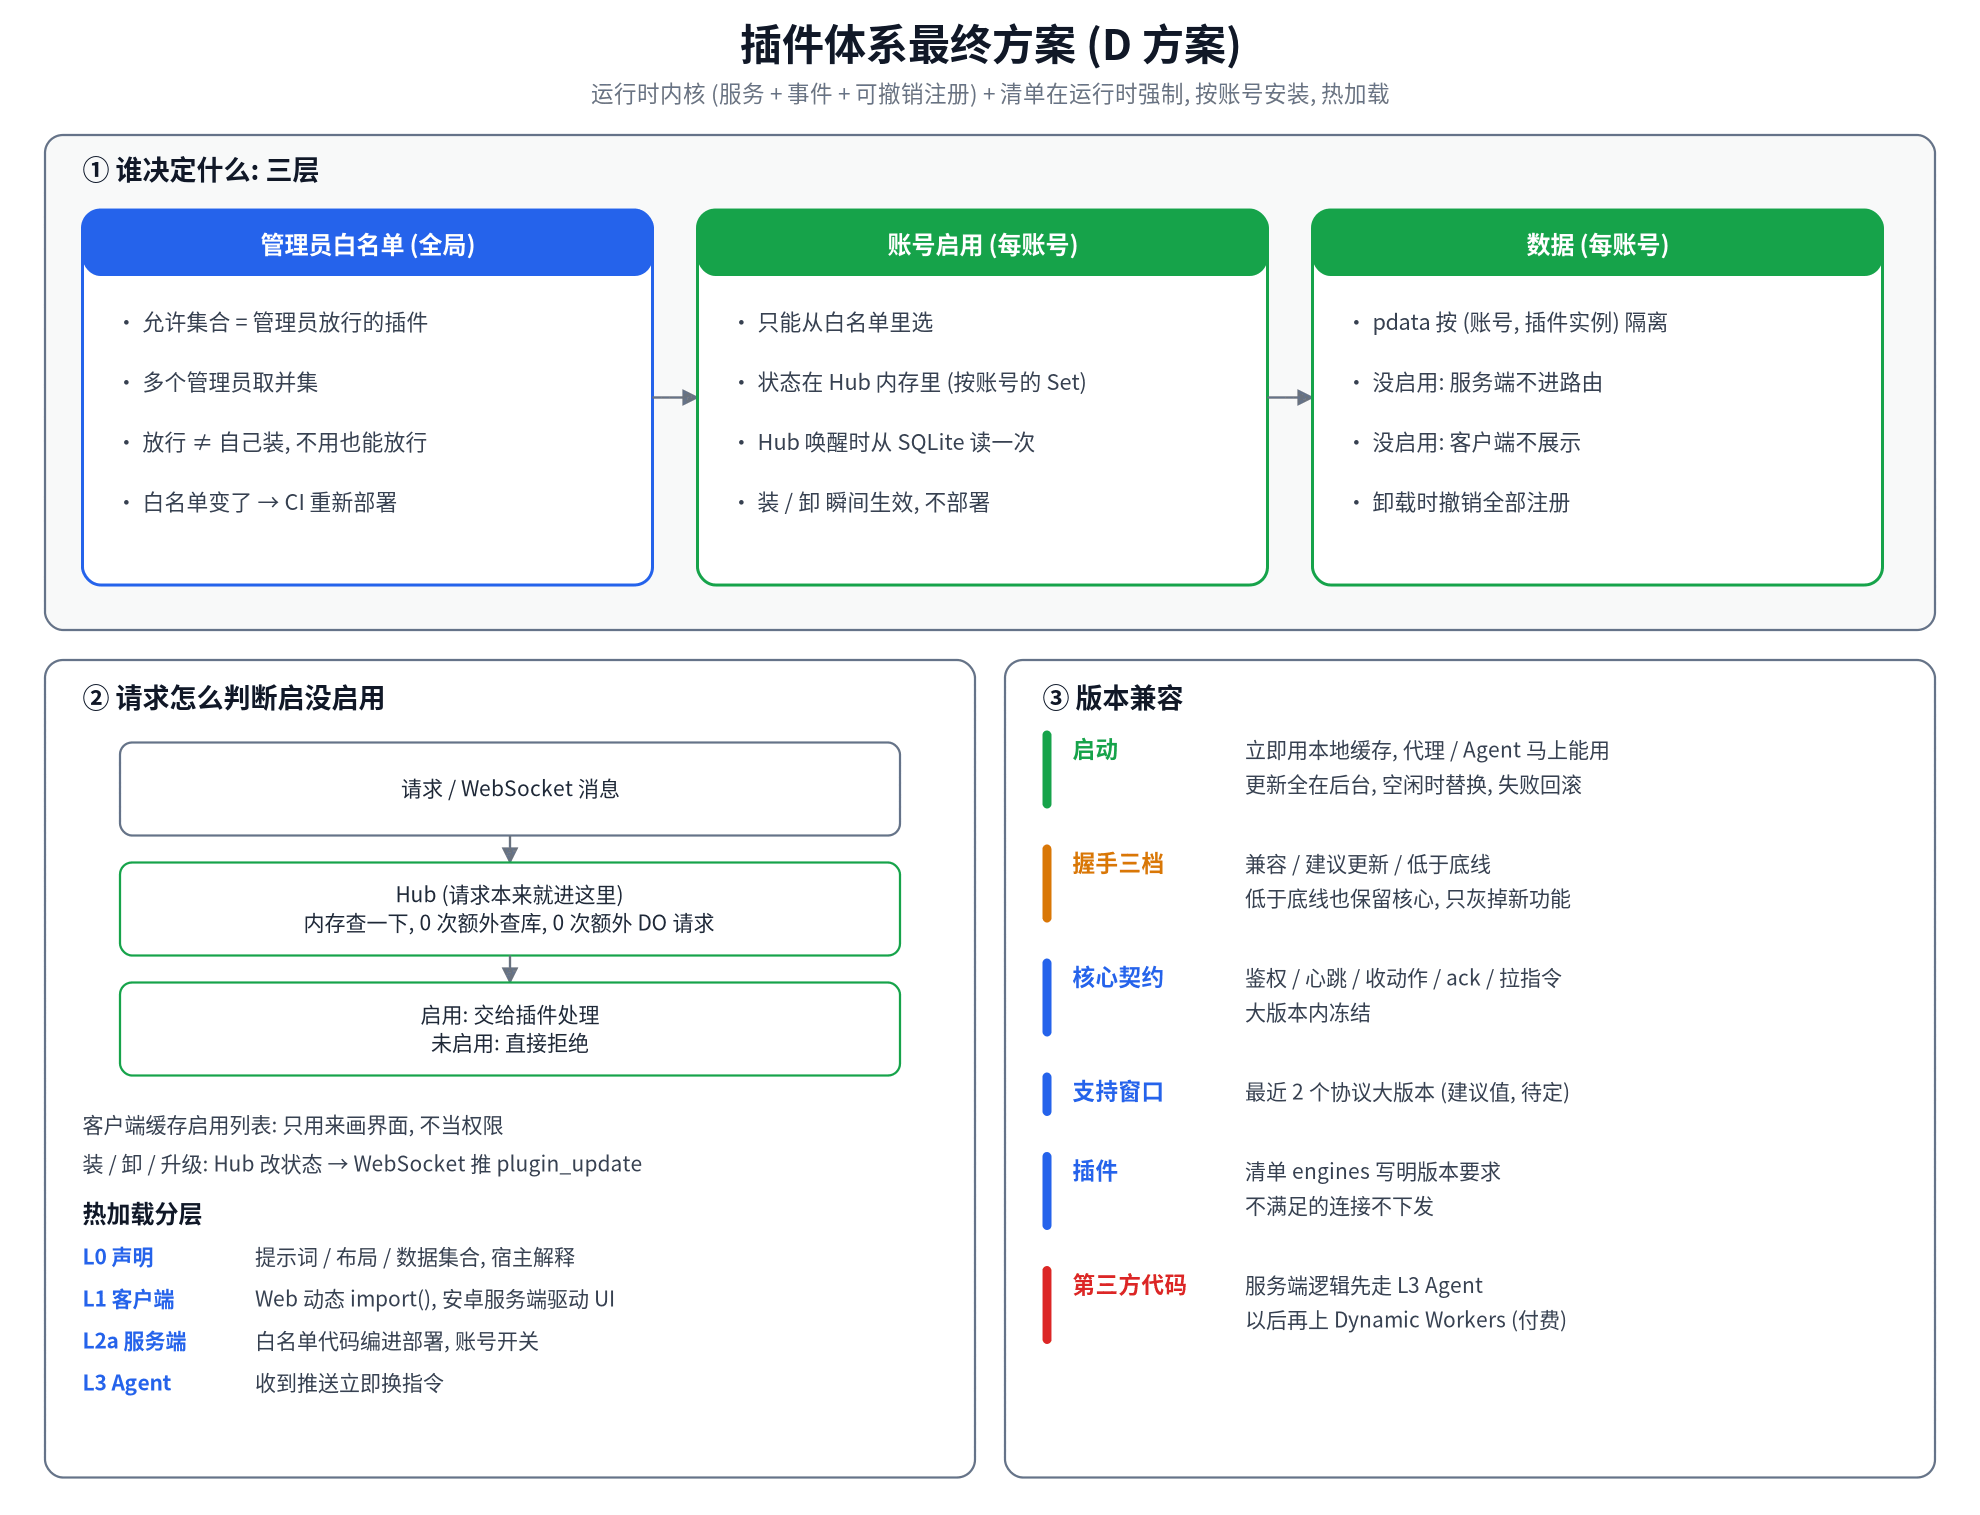 插件体系最终方案 (D 方案)
运行时内核 (服务 + 事件 + 可撤销注册) + 清单在运行时强制, 按账号安装, 热加载
① 谁决定什么: 三层
管理员白名单 (全局)
• 允许集合 = 管理员放行的插件
• 多个管理员取并集
• 放行 ≠ 自己装, 不用也能放行
• 白名单变了 → CI 重新部署
账号启用 (每账号)
• 只能从白名单里选
• 状态在 Hub 内存里 (按账号的 Set)
• Hub 唤醒时从 SQLite 读一次
• 装 / 卸 瞬间生效, 不部署
数据 (每账号)
• pdata 按 (账号, 插件实例) 隔离
• 没启用: 服务端不进路由
• 没启用: 客户端不展示
• 卸载时撤销全部注册
② 请求怎么判断启没启用
请求 / WebSocket 消息
Hub (请求本来就进这里)
内存查一下, 0 次额外查库, 0 次额外 DO 请求
启用: 交给插件处理
未启用: 直接拒绝
客户端缓存启用列表: 只用来画界面, 不当权限
装 / 卸 / 升级: Hub 改状态 → WebSocket 推 plugin_update
热加载分层
L0 声明 提示词 / 布局 / 数据集合, 宿主解释
L1 客户端 Web 动态 import(), 安卓服务端驱动 UI
L2a 服务端 白名单代码编进部署, 账号开关
L3 Agent 收到推送立即换指令
③ 版本兼容
启动 立即用本地缓存, 代理 / Agent 马上能用
更新全在后台, 空闲时替换, 失败回滚
握手三档 兼容 / 建议更新 / 低于底线
低于底线也保留核心, 只灰掉新功能
核心契约 鉴权 / 心跳 / 收动作 / ack / 拉指令
大版本内冻结
支持窗口 最近 2 个协议大版本 (建议值, 待定)
插件 清单 engines 写明版本要求
不满足的连接不下发
第三方代码 服务端逻辑先走 L3 Agent
以后再上 Dynamic Workers (付费)